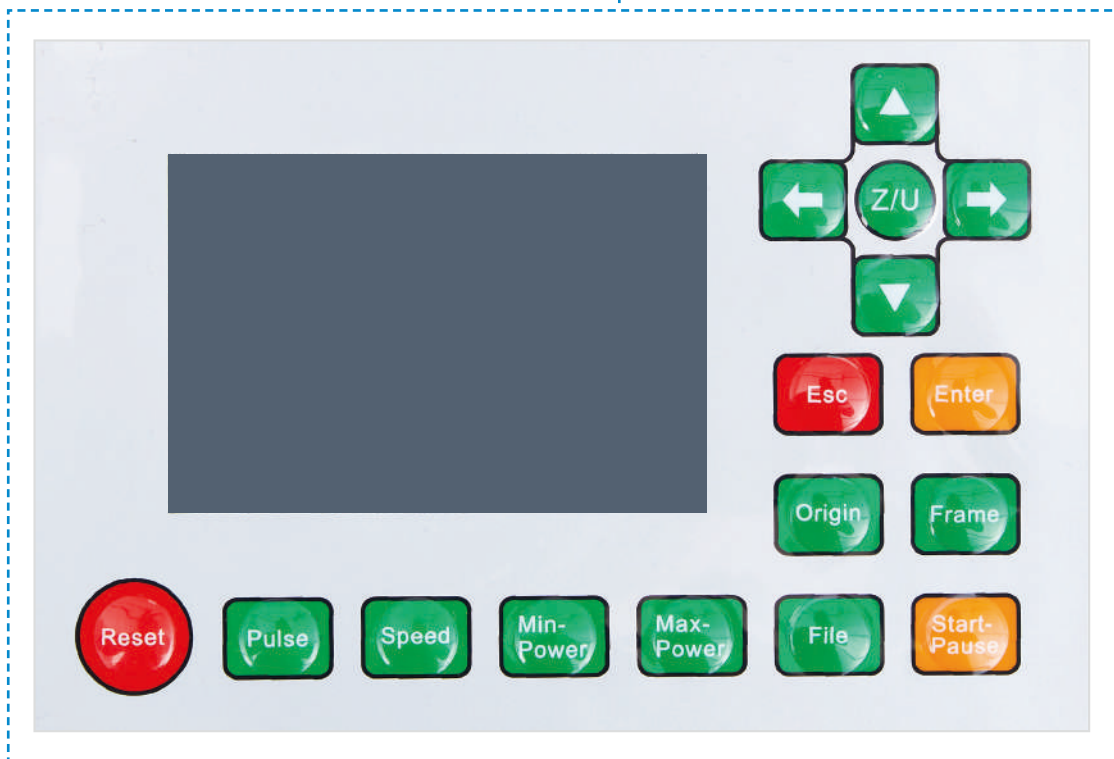 Z/U
Esc
Enter
Origin
Frame
Reset
Pulse
Speed
Min-
Power
Max-
Power
File
Start-
Pause